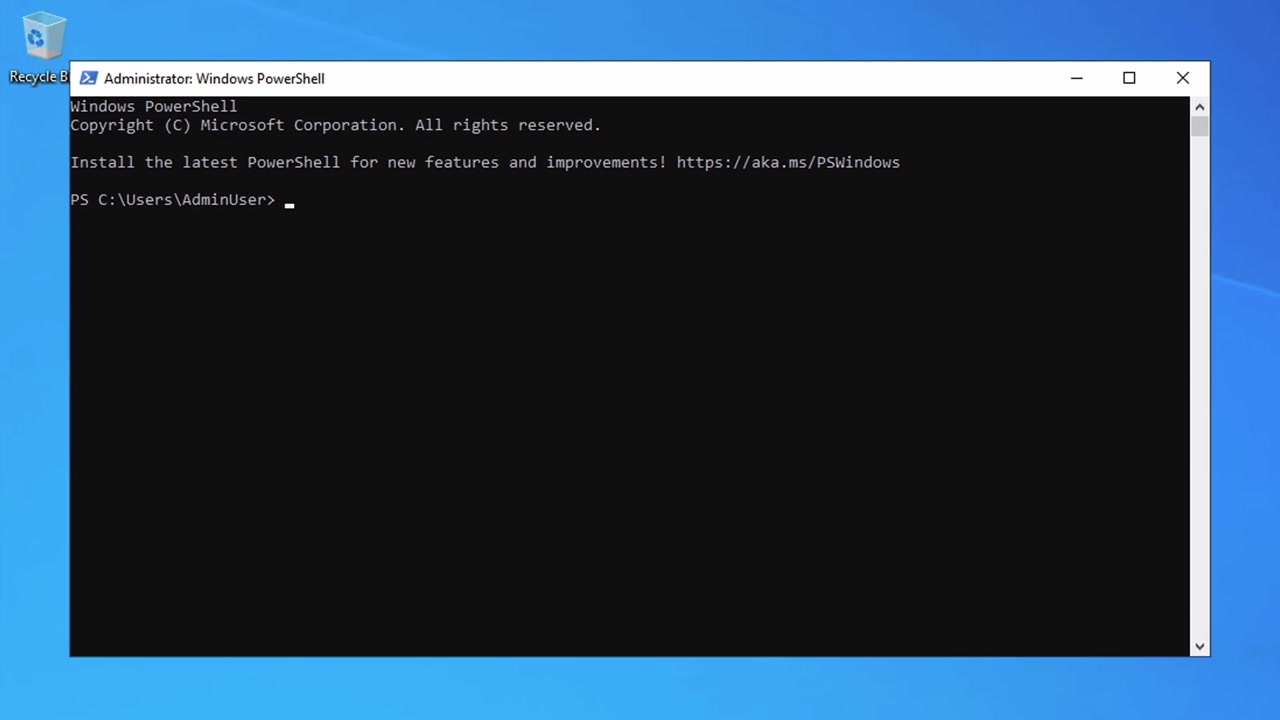 Recycle B
Administrator: Windows PowerShell
Windows PowerShell
Copyright (C) Microsoft Corporation. All rights reserved.
Install the latest PowerShell for new features and improvements! https://aka.ms/PSWindows
PS C:\Users\AdminUser>